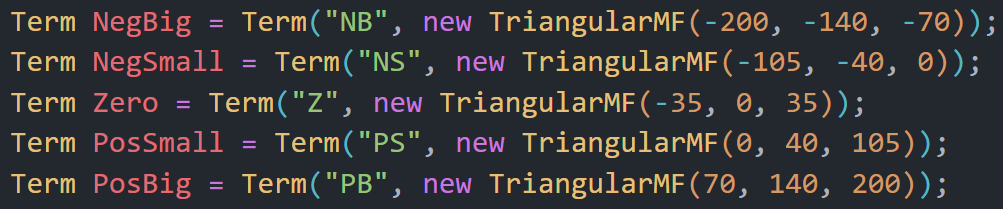 Term NegBig = Term("NB", new TriangularMF(-200, -140, -70));
Term NegSmall = Term("NS", new TriangularMF(-105, -40, 0));
Term Zero = Term("Z", new TriangularMF(-35, 0, 35));
Term PosSmall = Term("PS", new TriangularMF(0, 40, 105));
Term PosBig = Term("PB", new TriangularMF(70, 140, 200));